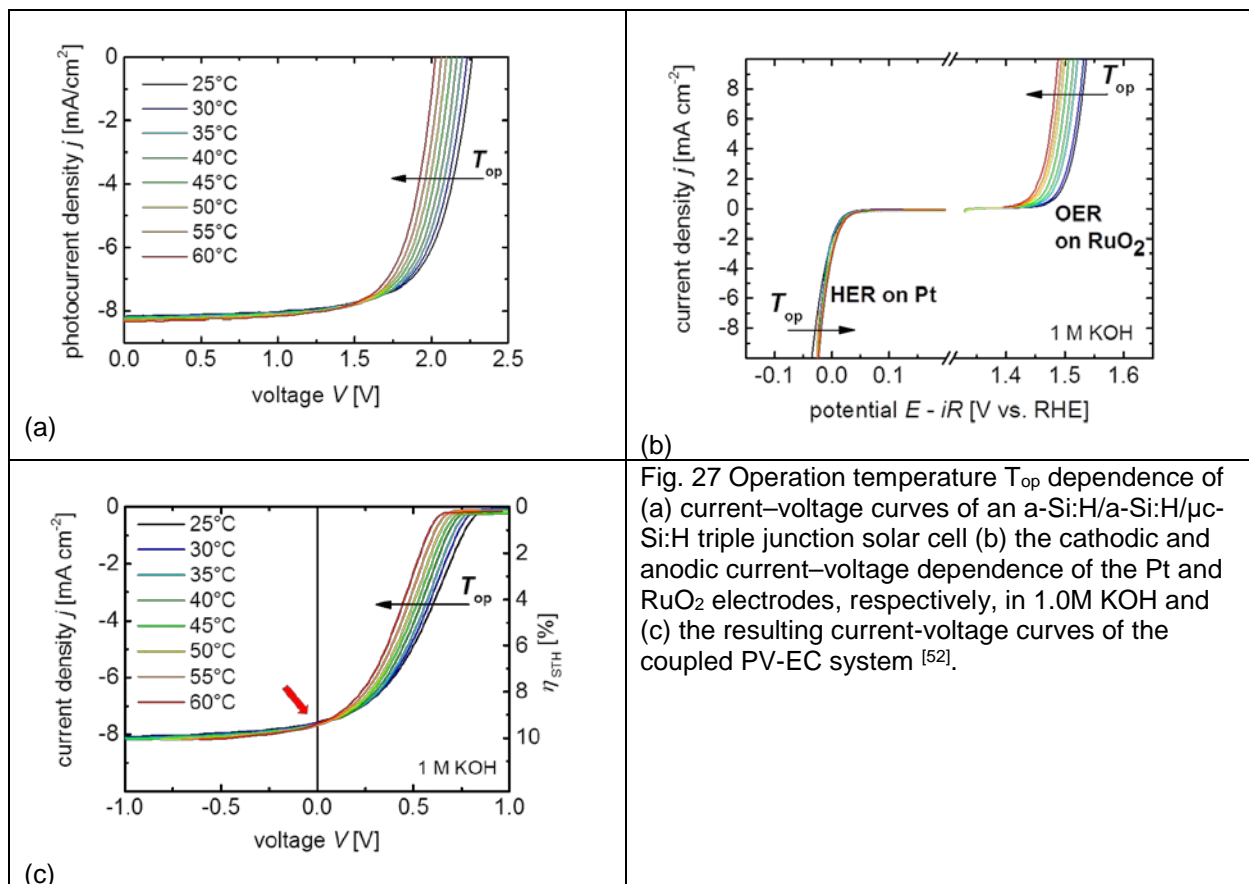 0
-2
-4
-6
-8
photocurrent density j [mA/cm²]
25°C
30°C
35°C
40°C
45°C
50°C
55°C
60°C
Top
0.0 0.5 1.0 1.5 2.0 2.5
voltage V [V]
(a)
8
6
4
2
0
-2
-4
-6
-8
current density j [mA cm⁻²]
Top
OER
on RuO₂
HER on Pt
Top
1 M KOH
-0.1 0.0 0.1 1.4 1.5 1.6
potential E - iR [V vs. RHE]
(b)
0
-2
-4
-6
-8
current density j [mA cm⁻²]
25°C
30°C
35°C
40°C
45°C
50°C
55°C
60°C
Top
1 M KOH
0
2
4
6
8
10
ηSTH [%]
-1.0 -0.5 0.0 0.5 1.0
voltage V [V]
(c)
Fig. 27 Operation temperature Top dependence of
(a) current–voltage curves of an a-Si:H/a-Si:H/µc-
Si:H triple junction solar cell (b) the cathodic and
anodic current–voltage dependence of the Pt and
RuO₂ electrodes, respectively, in 1.0M KOH and
(c) the resulting current-voltage curves of the
coupled PV-EC system [52].